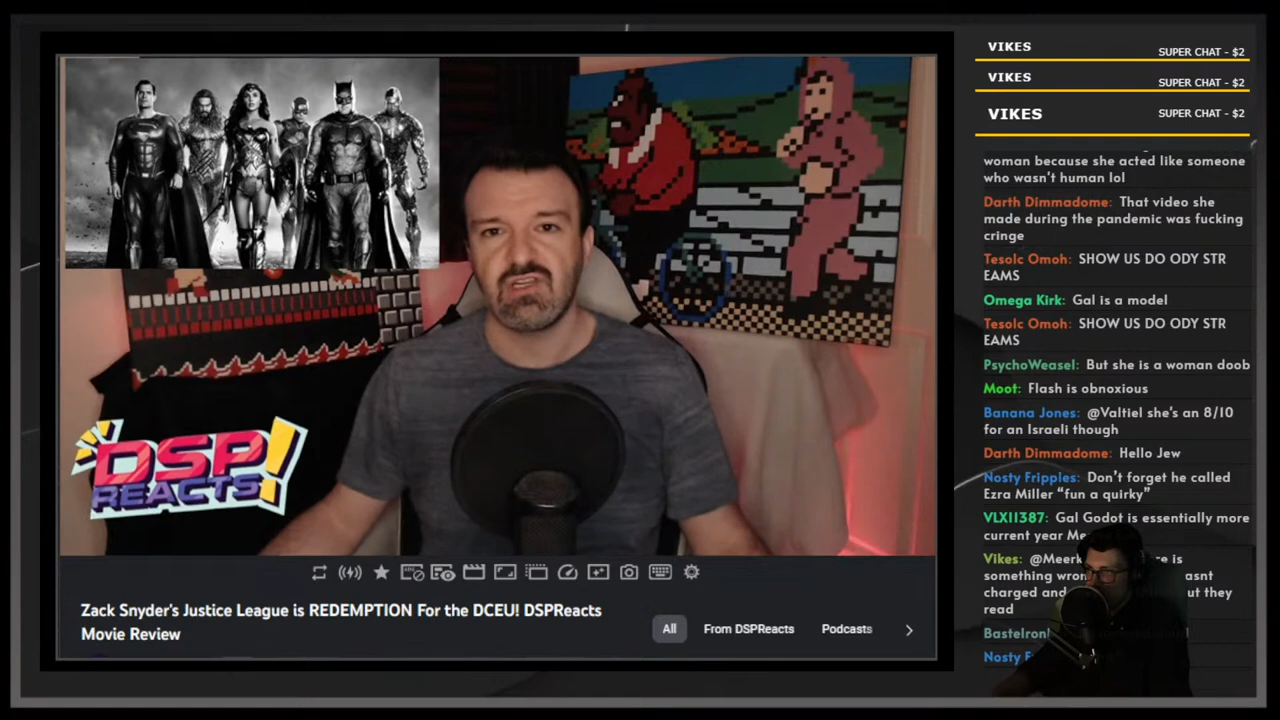 VIKES
SUPER CHAT - $2
VIKES
SUPER CHAT - $2
VIKES
SUPER CHAT - $2
woman because she acted like someone
who wasn't human lol
Darth Dimmadome: That video she
made during the pandemic was fucking
cringe
Tesolc Omoh: SHOW US DO ODY STR
EAMS
Omega Kirk: Gal is a model
Tesolc Omoh: SHOW US DO ODY STR
EAMS
PsychoWeasel: But she is a woman doob
Moot: Flash is obnoxious
Banana Jones: @Valtiel she's an 8/10
for an Israeli though
Darth Dimmadome: Hello Jew
Nosty Fripples: Don't forget he called
Ezra Miller "fun a quirky"
VLX11387: Gal Godot is essentially more
current year
Vikes: is
something asnt
charged and ut they
read
Nosty
DSP
REACTS!
Zack Snyder's Justice League is REDEMPTION For the DCEU! DSPReacts
Movie Review
All
From DSPReacts
Podcasts